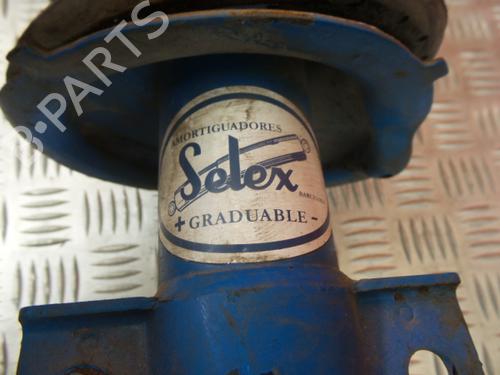 B-PARTS
AMORTIGUADORES
Selex
+ GRADUABLE -